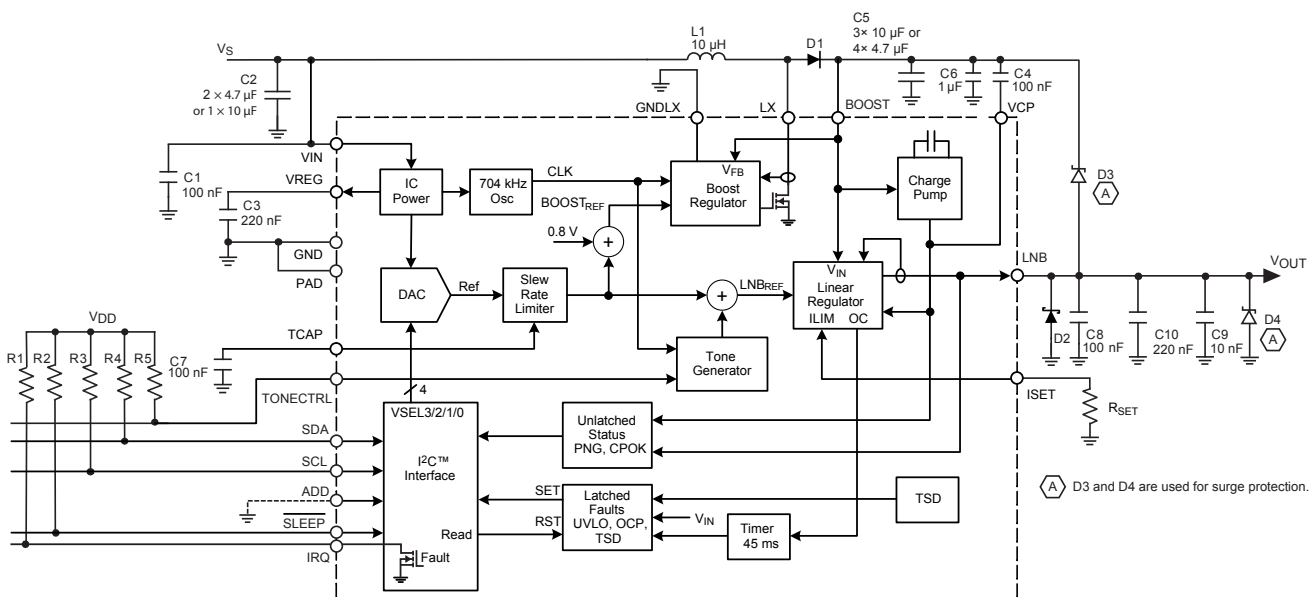 C5
3× 10 µF or
4× 4.7 µF
L1
10 µH
D1
VS
C2
2 × 4.7 µF
or 1 × 10 µF
C6
1 µF
C4
100 nF
GNDLX
LX
BOOST
VCP
VIN
C1
100 nF
VREG
C3
220 nF
GND
PAD
IC
Power
704 kHz
Osc
CLK
BOOSTREF
0.8 V
+
VFB
Boost
Regulator
Charge
Pump
D3
A
DAC
Ref
Slew
Rate
Limiter
+
LNBREF
VIN
Linear
Regulator
ILIM OC
LNB
VOUT
D2
C8
100 nF
C10
220 nF
C9
10 nF
D4
A
VDD
R1
R2
R3
R4
R5
C7
100 nF
TCAP
TONECTRL
Tone
Generator
ISET
RSET
4
VSEL3/2/1/0
I²C™
Interface
Read
Fault
SDA
SCL
ADD
SLEEP
IRQ
Unlatched
Status
PNG, CPOK
SET
RST
Latched
Faults
UVLO, OCP,
TSD
VIN
Timer
45 ms
TSD
A D3 and D4 are used for surge protection.